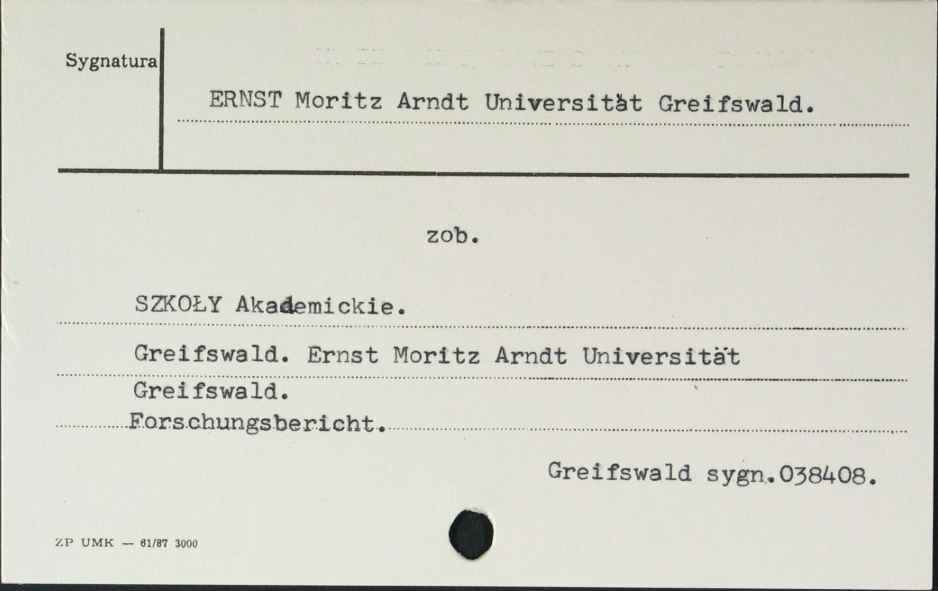 Sygnatura
ERNST Moritz Arndt Universität Greifswald.
zob.
SZKOŁY Akademickie.
Greifswald. Ernst Moritz Arndt Universität
Greifswald.
Forschungsbericht.
Greifswald sygn.038408.
ZP UMK — 61/87 3000